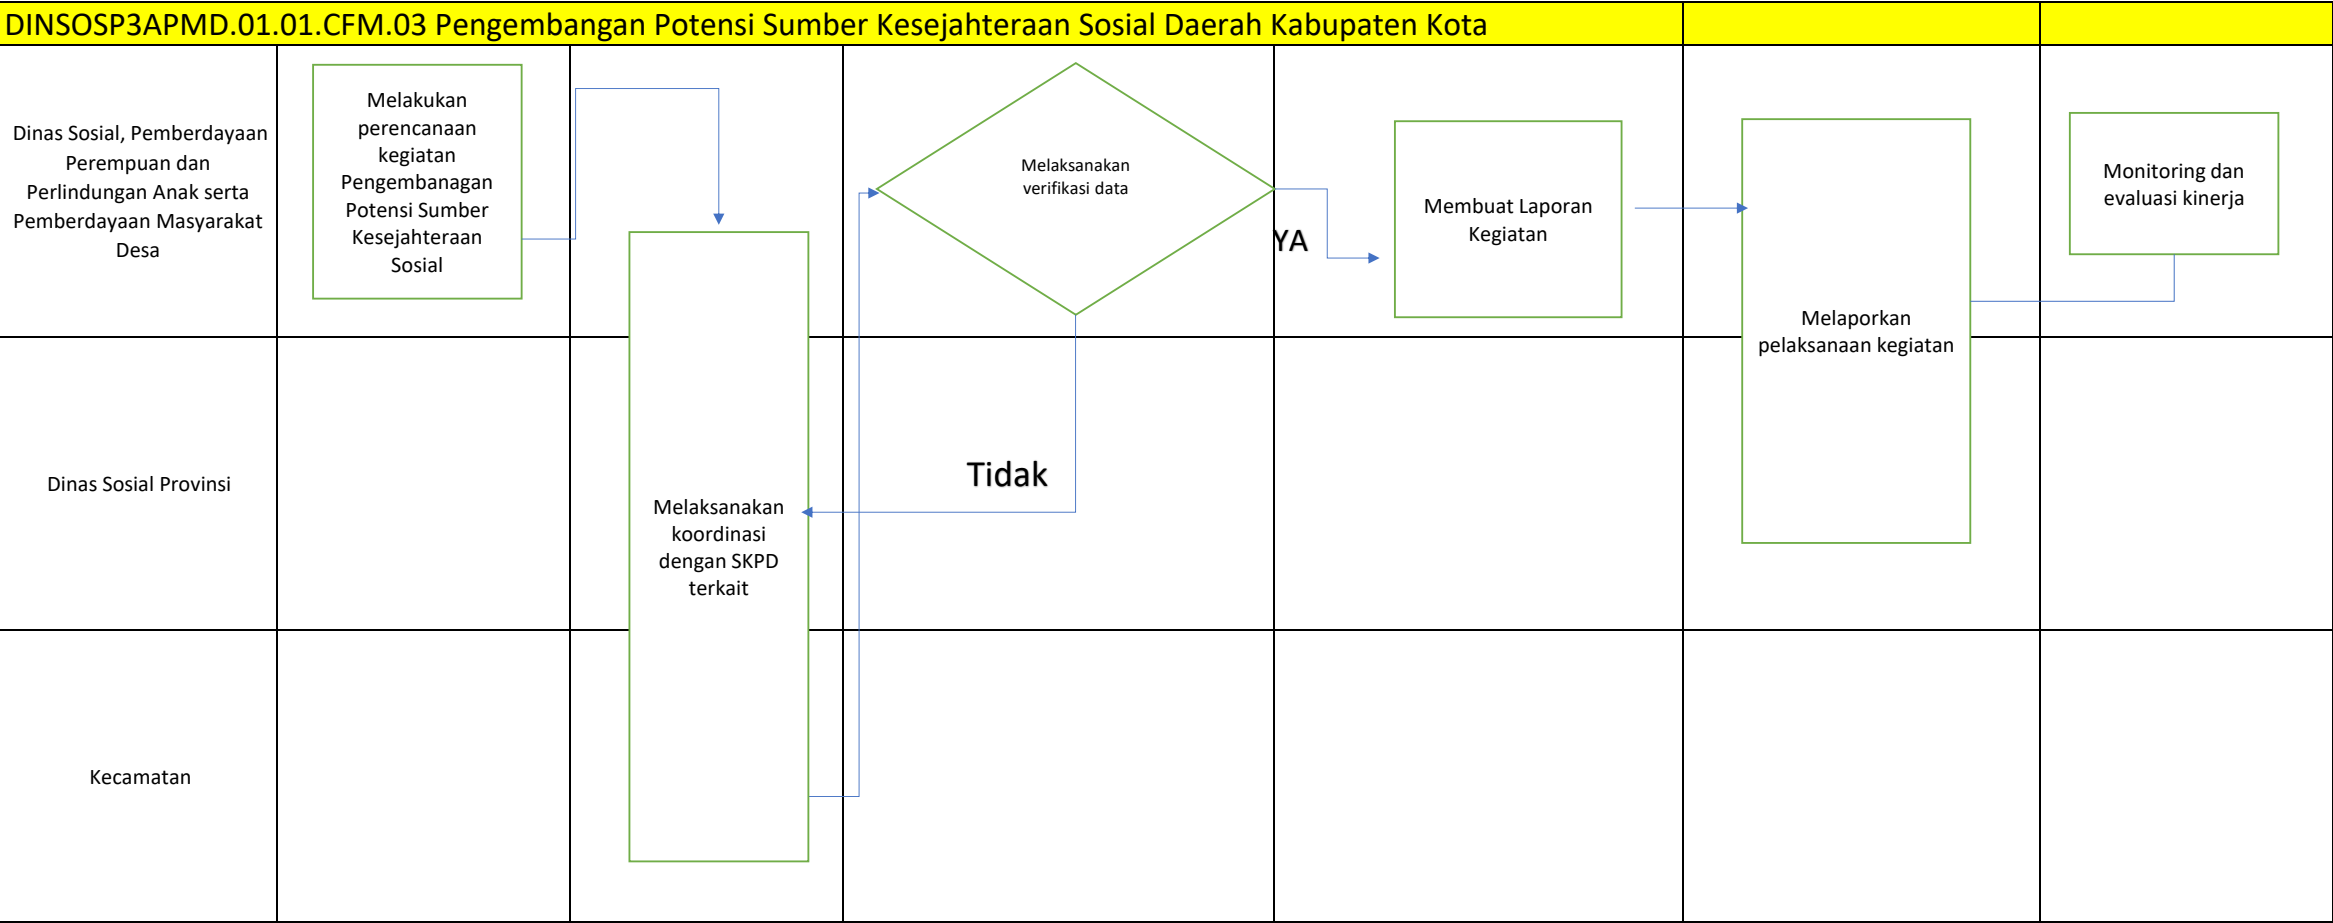 DINSOSP3APMD.01.01.CFM.03 Pengembangan Potensi Sumber Kesejahteraan Sosial Daerah Kabupaten Kota
Dinas Sosial, Pemberdayaan
Perempuan dan
Perlindungan Anak serta
Pemberdayaan Masyarakat
Desa
Melakukan
perencanaan
kegiatan
Pengembanagan
Potensi Sumber
Kesejahteraan
Sosial
Melaksanakan
verifikasi data
YA
Membuat Laporan
Kegiatan
Melaporkan
pelaksanaan kegiatan
Monitoring dan
evaluasi kinerja
Dinas Sosial Provinsi
Melaksanakan
koordinasi
dengan SKPD
terkait
Tidak
Kecamatan